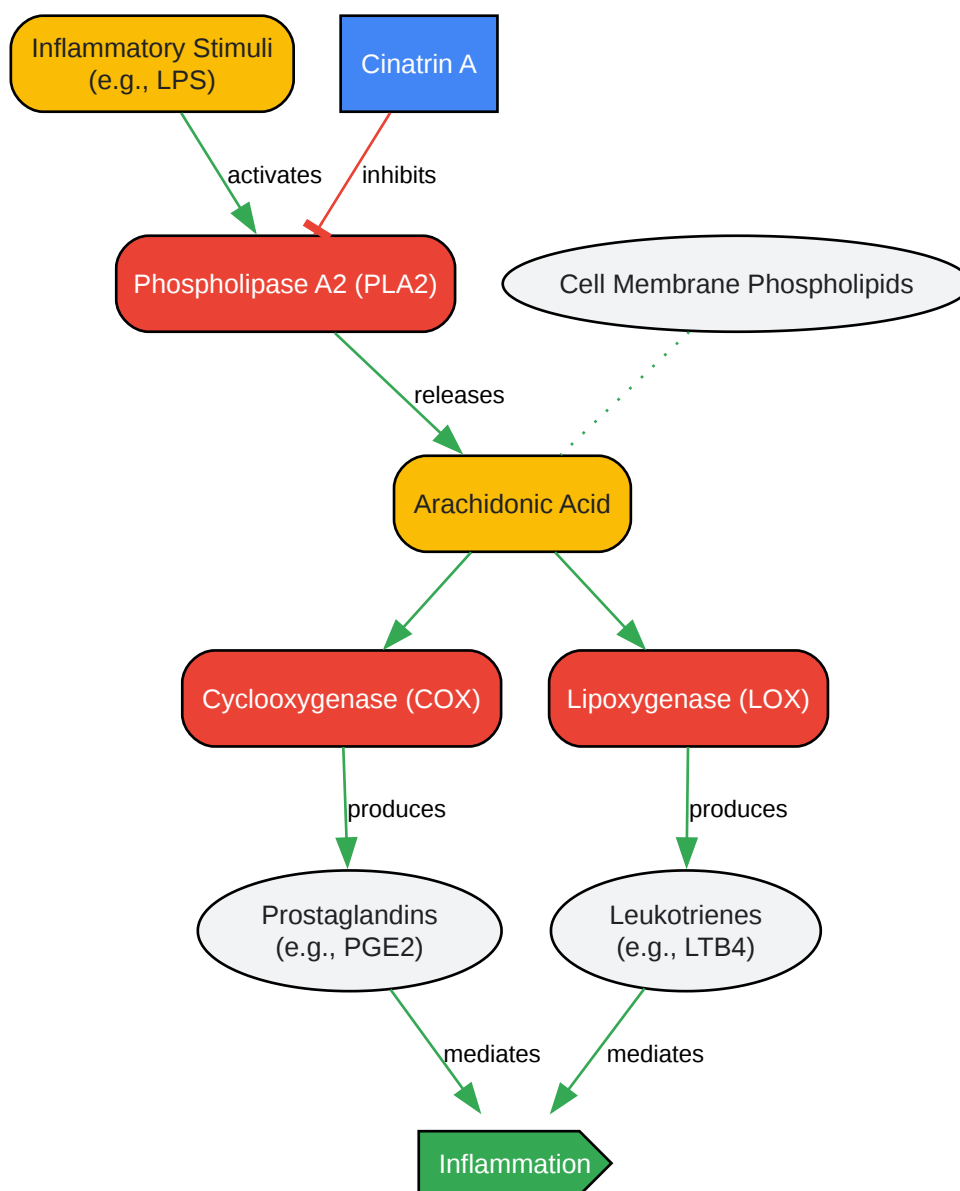 Inflammatory Stimuli
(e.g., LPS)
Cinatrin A
activates
inhibits
Phospholipase A2 (PLA2)
Cell Membrane Phospholipids
releases
Arachidonic Acid
Cyclooxygenase (COX)
Lipoxygenase (LOX)
produces
produces
Prostaglandins
(e.g., PGE2)
Leukotrienes
(e.g., LTB4)
mediates
mediates
Inflammation